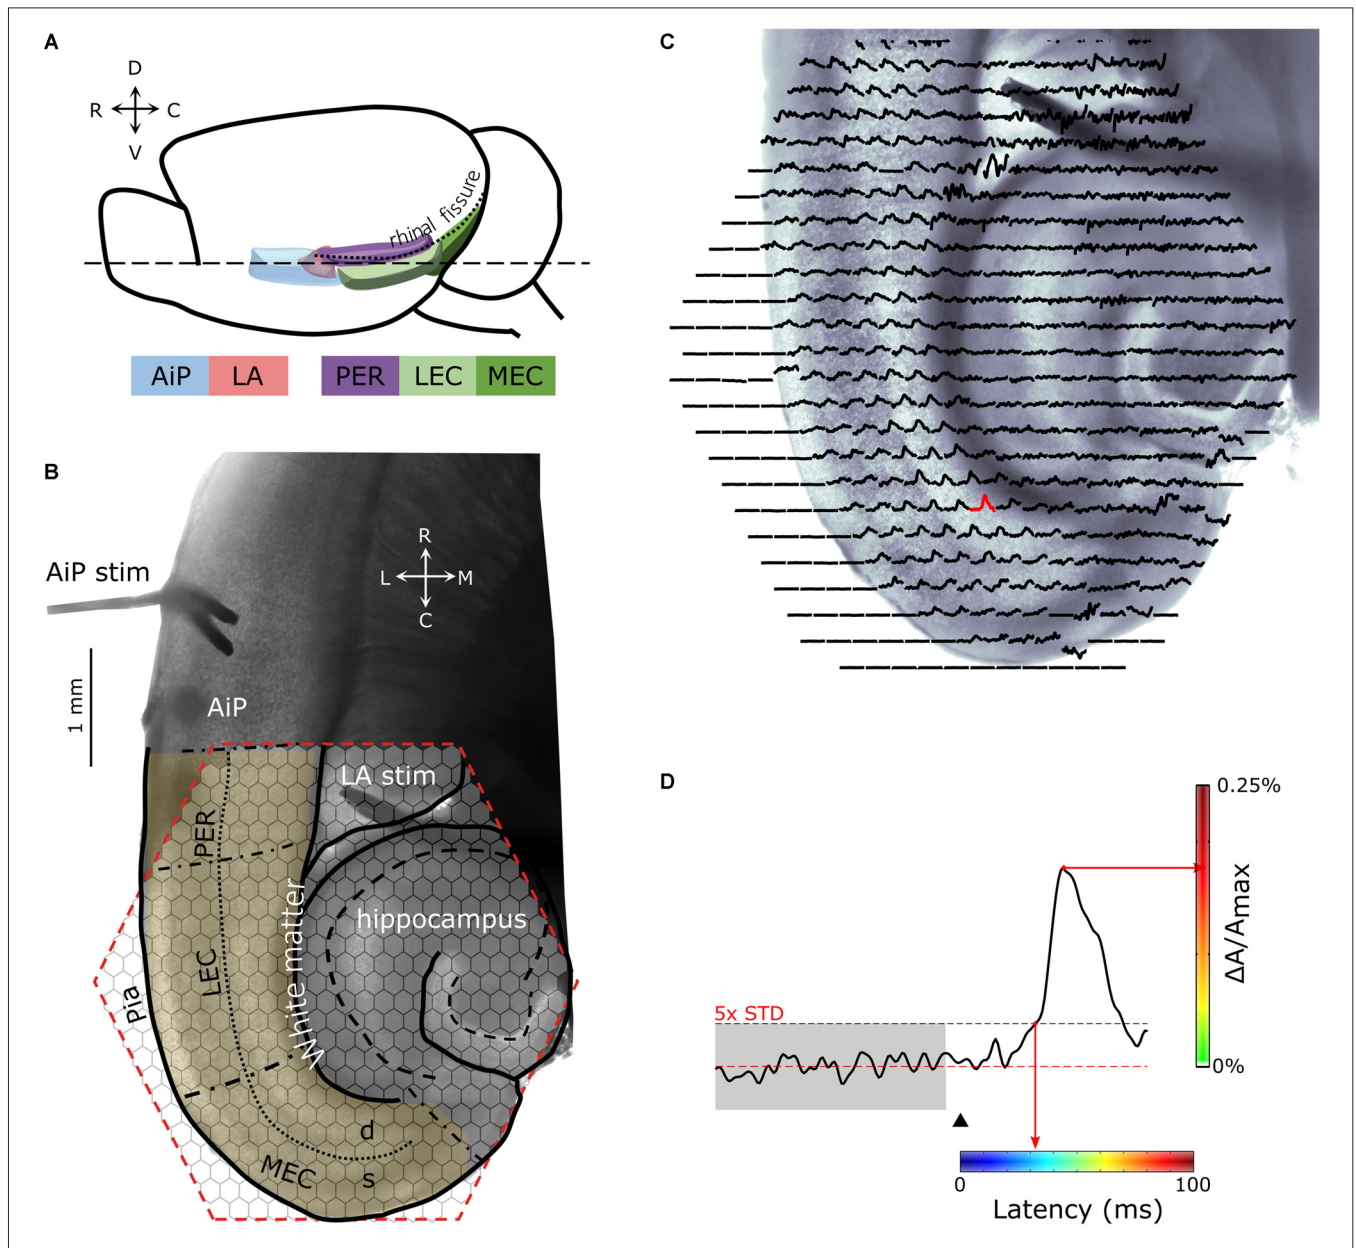 A
D
R C
V
rhinal fissure
AiP LA PER LEC MEC
B
R
L M
C
AiP stim
1 mm
AiP
LA stim
PER
hippocampus
White matter
LEC
Pia
d
MEC
s
C
D
0.25%
ΔA/Amax
5x STD
0%
0 100
Latency (ms)